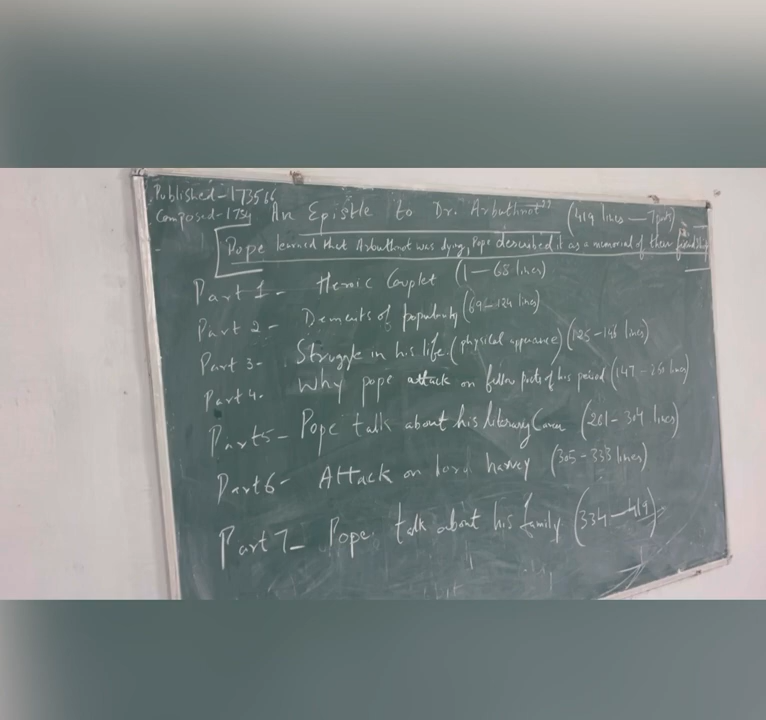 Published - 1735
Composed - 1734 An Epistle to Dr. Arbuthnot" (419 lines — 7 parts)
Pope learned that Arbuthnot was dying, Pope described it as a memorial of their friendship
Part 1 - Heroic Couplet (1 — 68 lines)
Part 2 - Demerits of popularity (69 - 124 lines)
Part 3 - Struggle in his life. (physical apperance) (125 - 146 lines)
Part 4. Why pope attack on fellow poets of his period (147 - 260 lines)
Part 5 - Pope talk about his literary Career (261 - 304 lines)
Part 6 - Attack on lord harvey (305 - 333 lines)
Part 7 - Pope talk about his family (334 — 419)